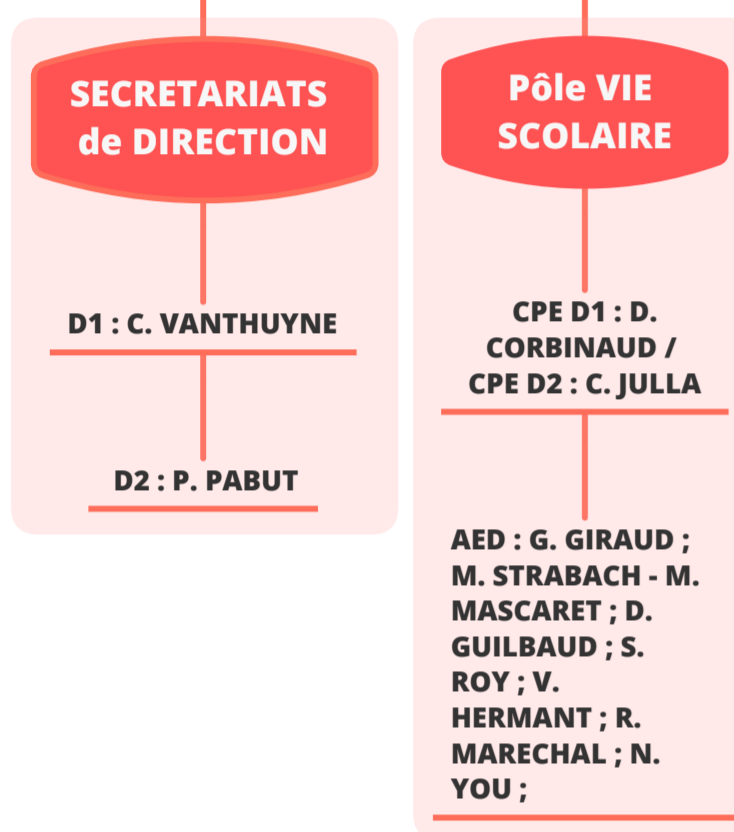 SECRETARIATS
de DIRECTION
D1 : C. VANTHUYNE
D2 : P. PABUT
Pôle VIE
SCOLAIRE
CPE D1 : D.
CORBINAUD /
CPE D2 : C. JULLA
AED : G. GIRAUD ;
M. STRABACH - M.
MASCARET ; D.
GUILBAUD ; S.
ROY ; V.
HERMANT ; R.
MARECHAL ; N.
YOU ;